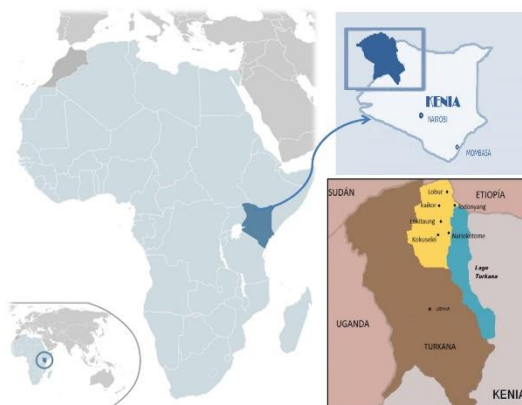 KENIA
NAIROBI
MOMBASA
SUDÁN
ETIOPÍA
Lobur
Kaikor
Todonyang
Lokitaung
Kokuselei
Nariokotome
Lago
Turkana
UGANDA
TURKANA
KENIA